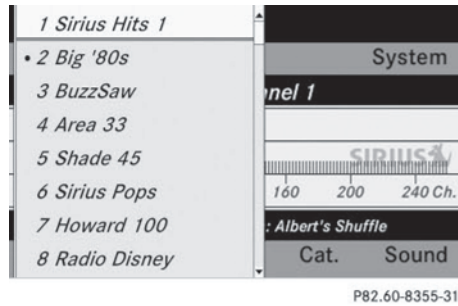 1 Sirius Hits 1
• 2 Big '80s
System
3 BuzzSaw
nnel 1
4 Area 33
5 Shade 45
SIRIUS
6 Sirius Pops
160 200 240 Ch.
7 Howard 100
: Albert's Shuffle
8 Radio Disney
Cat. Sound
P82.60-8355-31